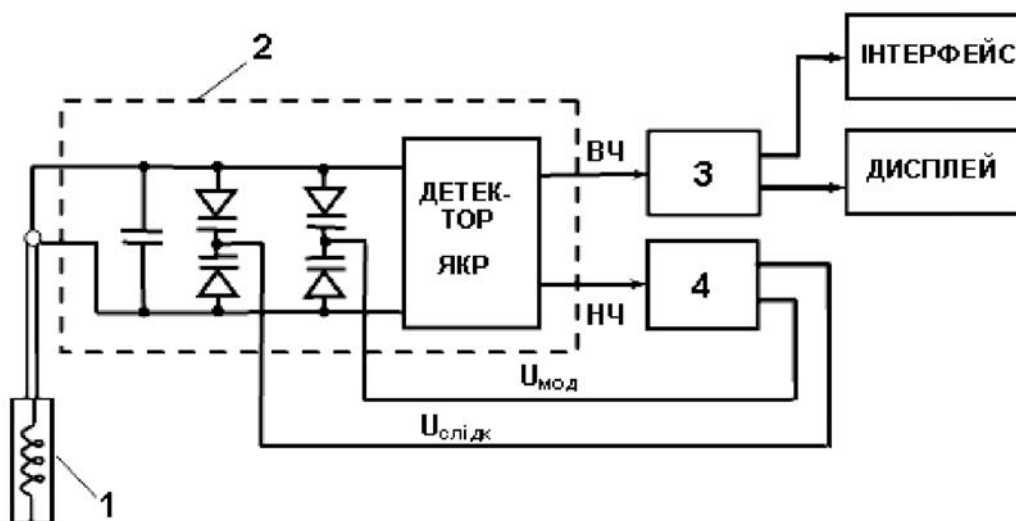 2
ІНТЕРФЕЙС
ВЧ
3
ДИСПЛЕЙ
ДЕТЕК-
ТОР
ЯКР
НЧ
4
Uмод
Uслідк
1